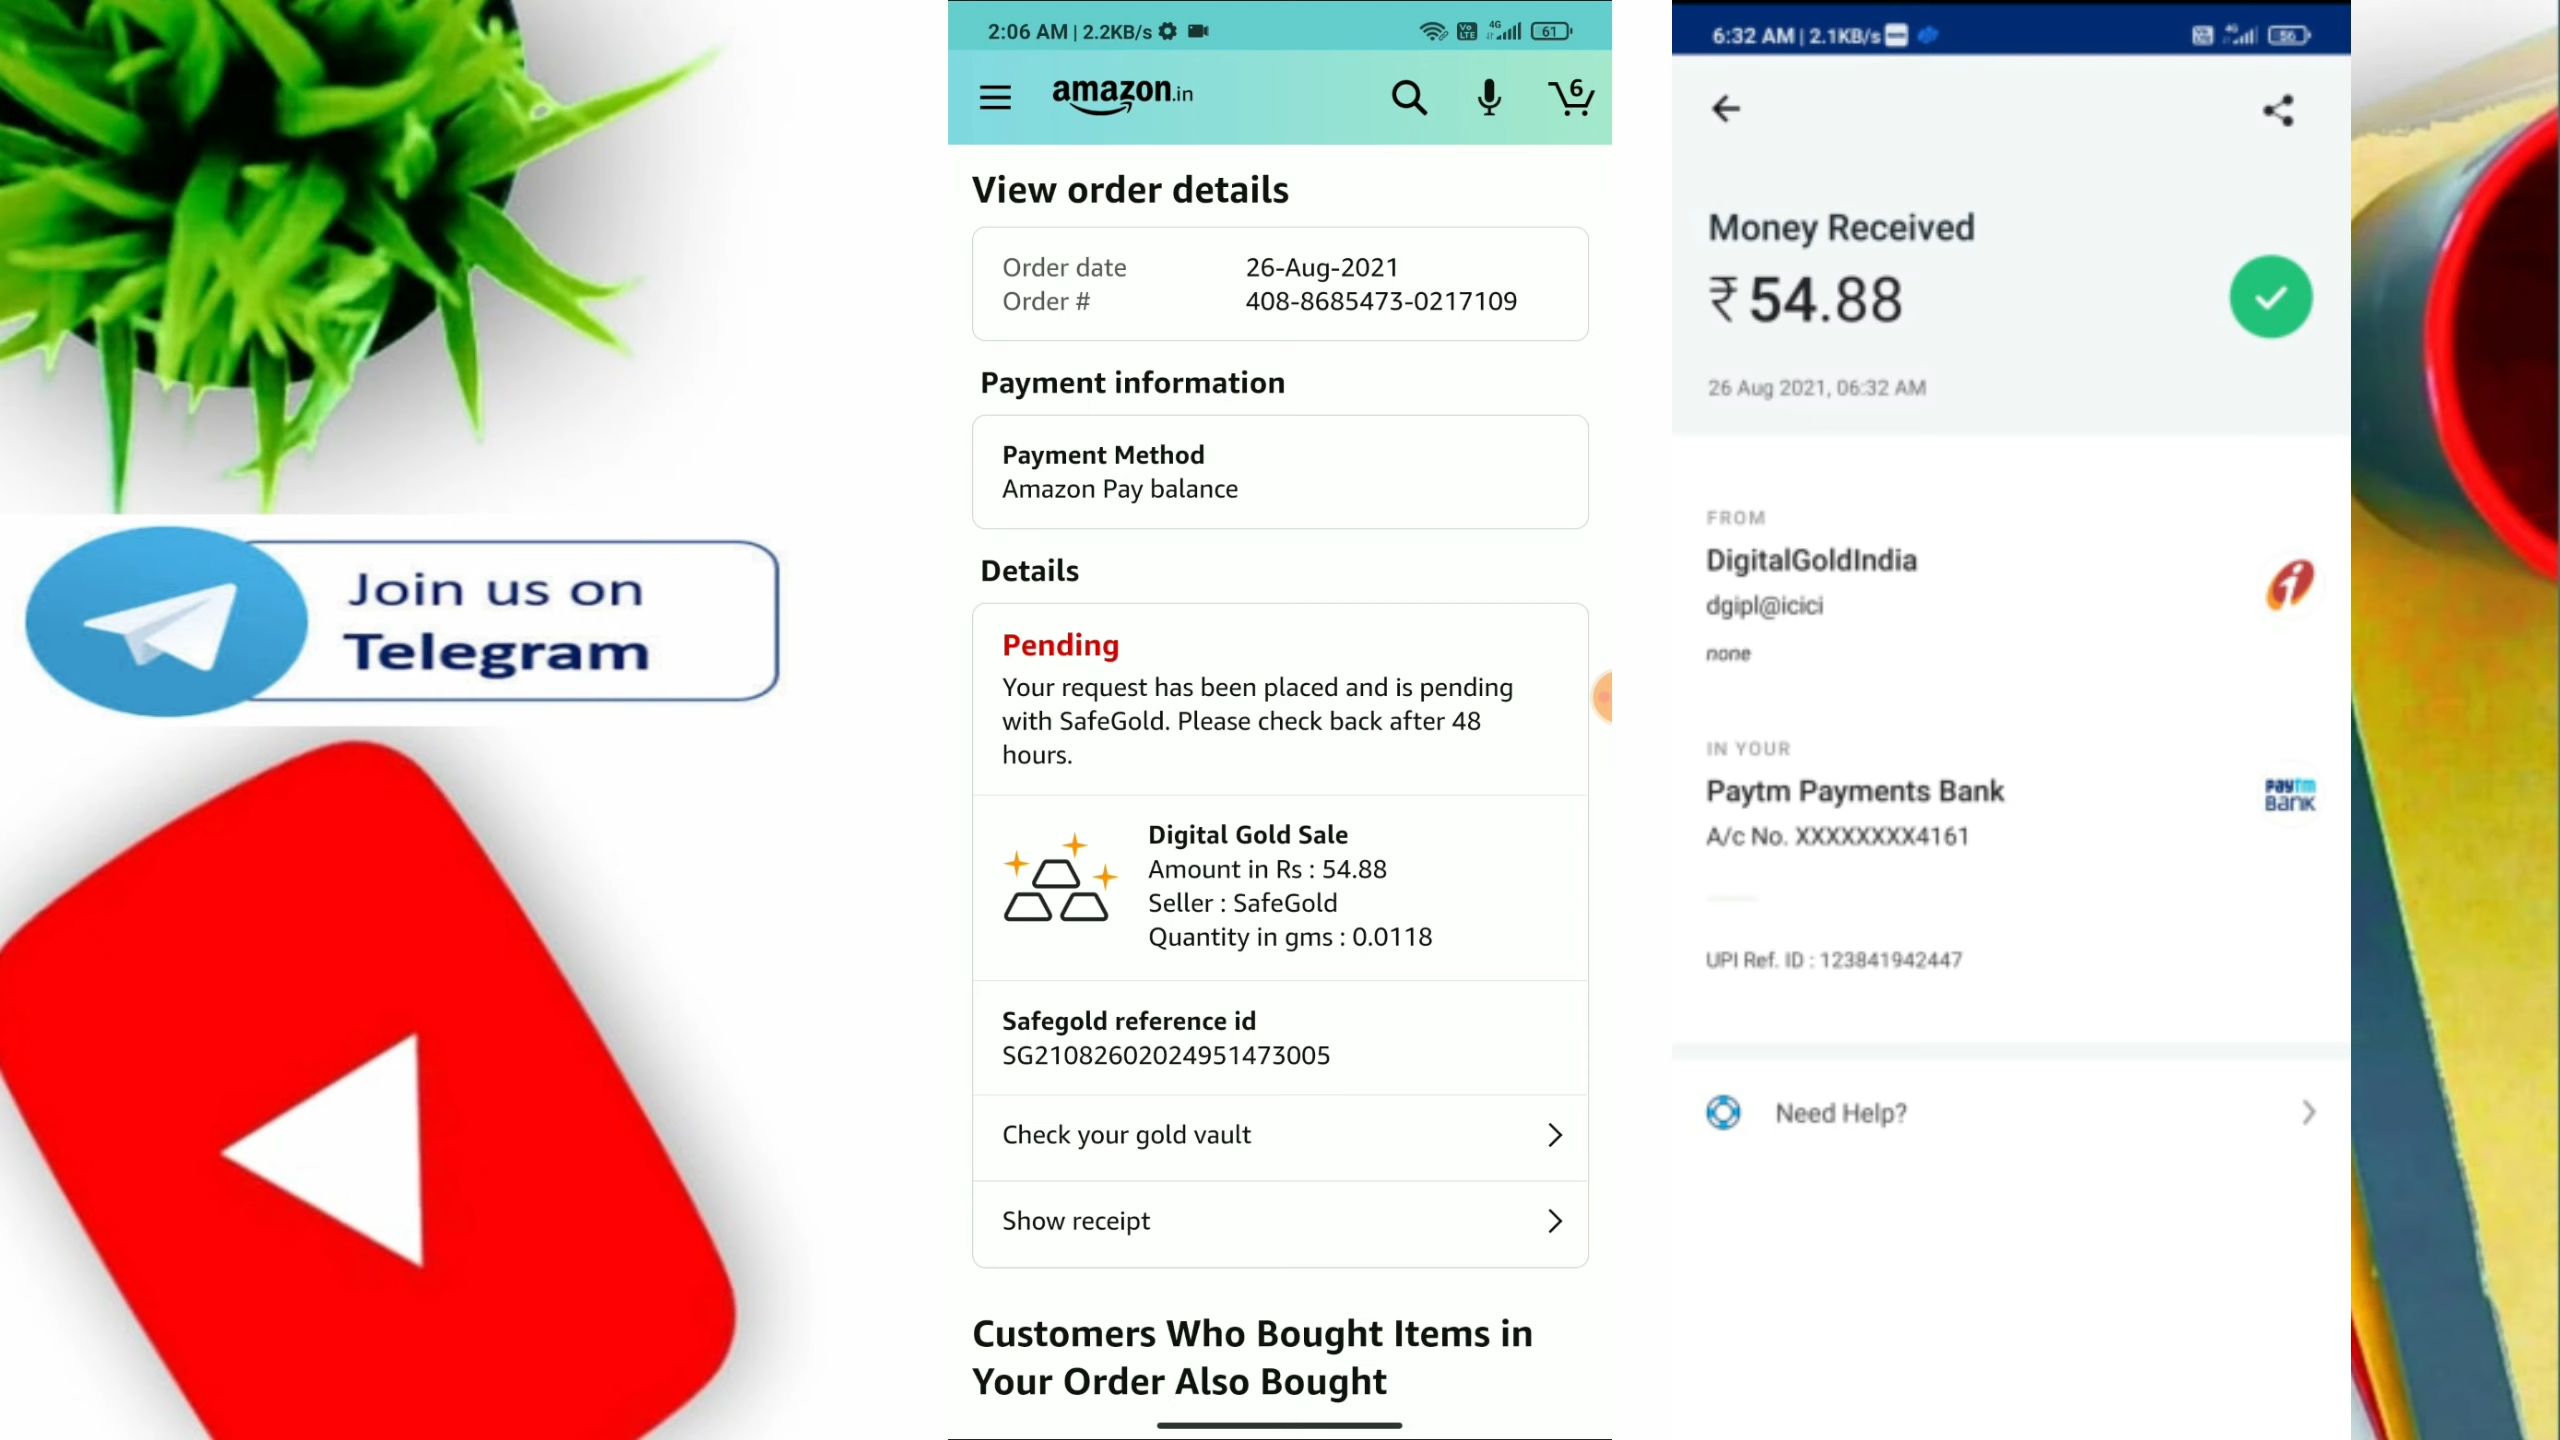 Join us on
Telegram
2:06 AM | 2.2KB/s
4G
61
amazon.in
6
View order details
Order date 26-Aug-2021
Order # 408-8685473-0217109
Payment information
Payment Method
Amazon Pay balance
Details
Pending
Your request has been placed and is pending
with SafeGold. Please check back after 48
hours.
Digital Gold Sale
Amount in Rs : 54.88
Seller : SafeGold
Quantity in gms : 0.0118
Safegold reference id
SG21082602024951473005
Check your gold vault
Show receipt
Customers Who Bought Items in
Your Order Also Bought
6:32 AM | 2.1KB/s
4G
56
Money Received
₹54.88
26 Aug 2021, 06:32 AM
FROM
DigitalGoldIndia
dgipl@icici
none
IN YOUR
Paytm Payments Bank
paytm
Bank
A/c No. XXXXXXXX4161
UPI Ref. ID : 123841942447
Need Help?